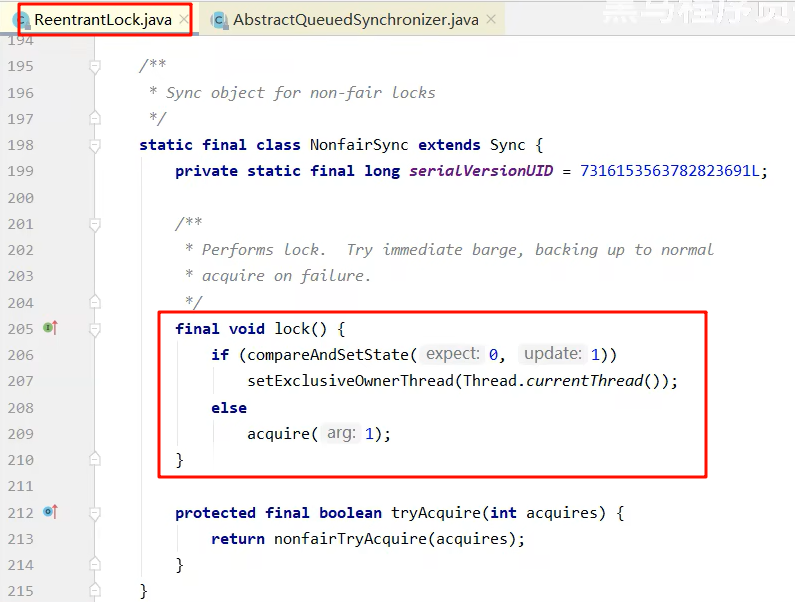 ReentrantLock.java × AbstractQueuedSynchronizer.java ×
黑马程序员
194
195 /**
196 * Sync object for non-fair locks
197 */
198 static final class NonfairSync extends Sync {
199 private static final long serialVersionUID = 7316153563782823691L;
200
201 /**
202 * Performs lock.  Try immediate barge, backing up to normal
203 * acquire on failure.
204 */
205 final void lock() {
206 if (compareAndSetState( expect: 0, update: 1))
207 setExclusiveOwnerThread(Thread.currentThread());
208 else
209 acquire( arg: 1);
210 }
211
212 protected final boolean tryAcquire(int acquires) {
213 return nonfairTryAcquire(acquires);
214 }
215 }